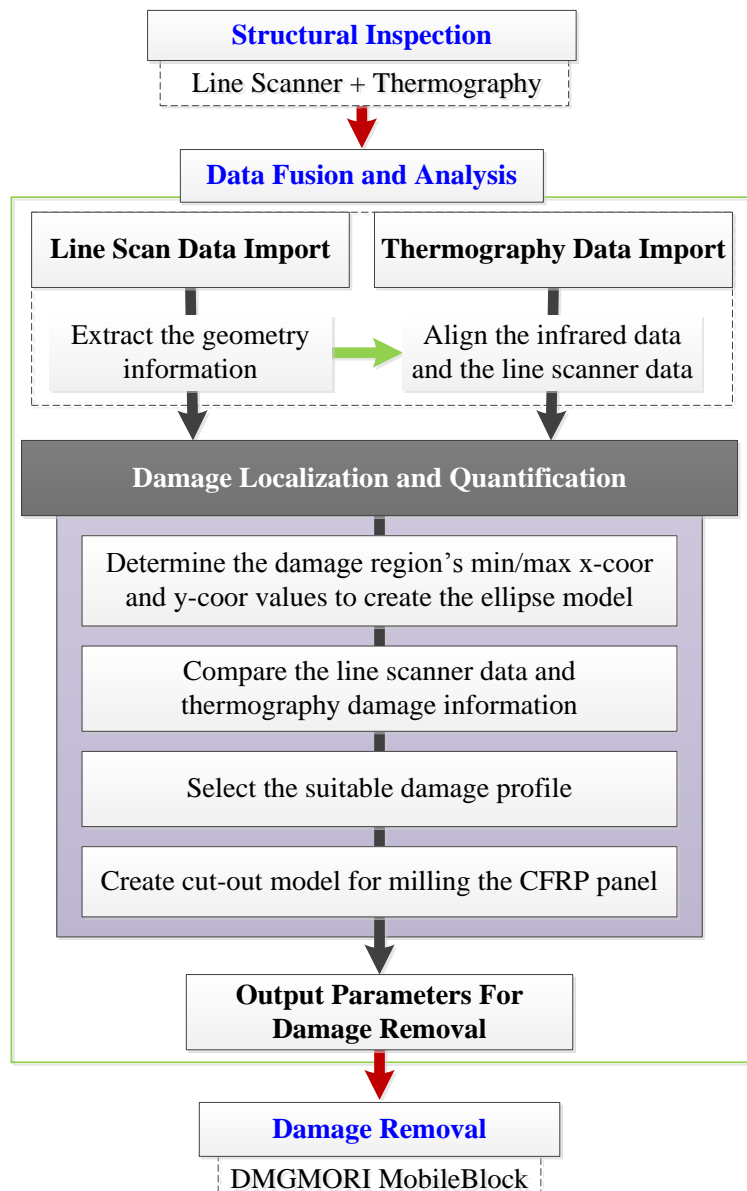 Structural Inspection
Line Scanner + Thermography
Data Fusion and Analysis
Line Scan Data Import
Thermography Data Import
Extract the geometry
information
Align the infrared data
and the line scanner data
Damage Localization and Quantification
Determine the damage region's min/max x-coor
and y-coor values to create the ellipse model
Compare the line scanner data and
thermography damage information
Select the suitable damage profile
Create cut-out model for milling the CFRP panel
Output Parameters For
Damage Removal
Damage Removal
DMGMORI MobileBlock